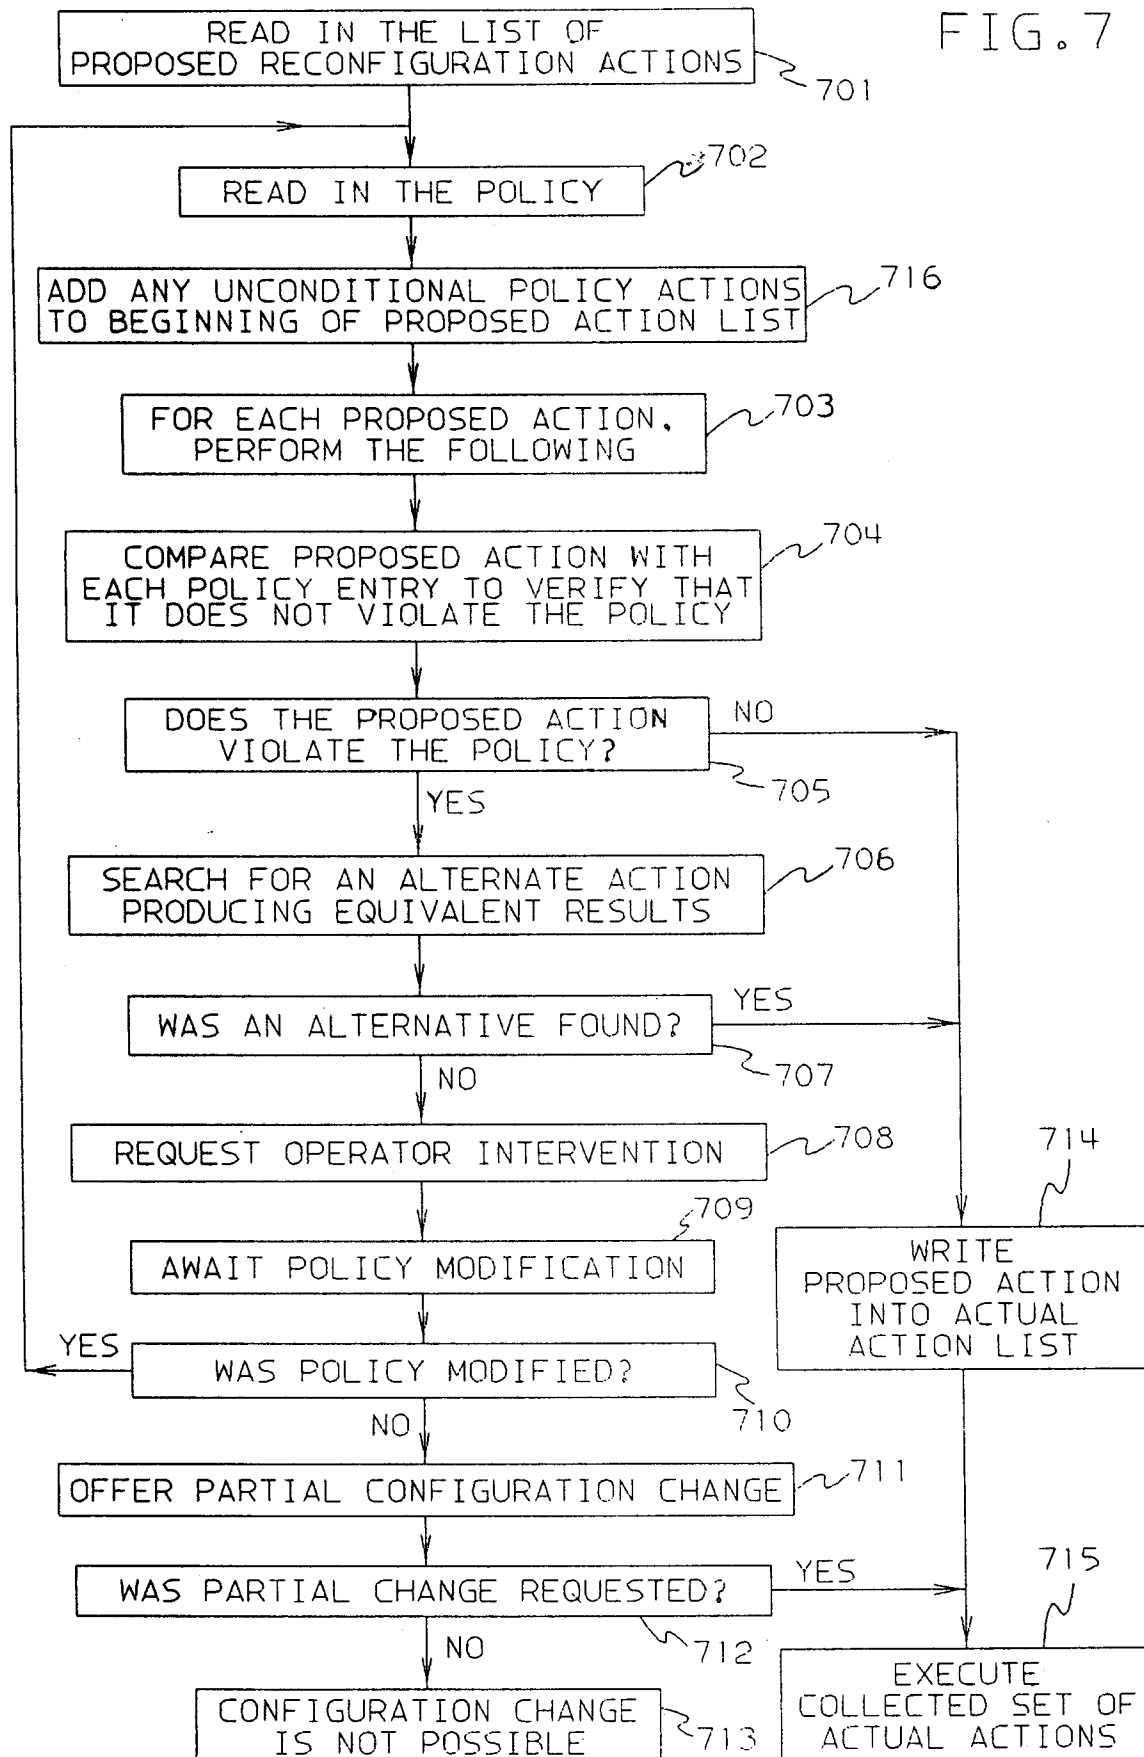 FIG. 7
READ IN THE LIST OF
PROPOSED RECONFIGURATION ACTIONS
701
702
READ IN THE POLICY
716
ADD ANY UNCONDITIONAL POLICY ACTIONS
TO BEGINNING OF PROPOSED ACTION LIST
703
FOR EACH PROPOSED ACTION,
PERFORM THE FOLLOWING
704
COMPARE PROPOSED ACTION WITH
EACH POLICY ENTRY TO VERIFY THAT
IT DOES NOT VIOLATE THE POLICY
DOES THE PROPOSED ACTION
VIOLATE THE POLICY?
NO
705
YES
706
SEARCH FOR AN ALTERNATE ACTION
PRODUCING EQUIVALENT RESULTS
WAS AN ALTERNATIVE FOUND?
YES
707
NO
REQUEST OPERATOR INTERVENTION
708
709
AWAIT POLICY MODIFICATION
714
WRITE
PROPOSED ACTION
INTO ACTUAL
ACTION LIST
YES
WAS POLICY MODIFIED?
710
NO
OFFER PARTIAL CONFIGURATION CHANGE
711
WAS PARTIAL CHANGE REQUESTED?
YES
712
NO
715
CONFIGURATION CHANGE
IS NOT POSSIBLE
713
EXECUTE
COLLECTED SET OF
ACTUAL ACTIONS